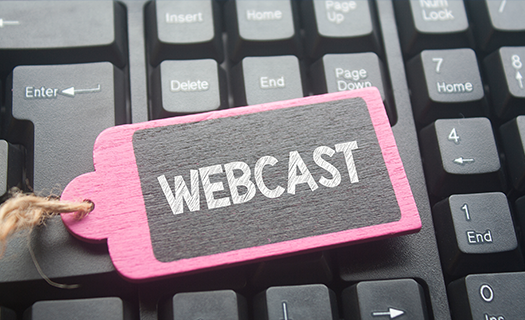 Insert Home Page Up Num Lock
Enter Delete End Page Down 7 Home 8
WEBCAST
4
1 End
0 Ins